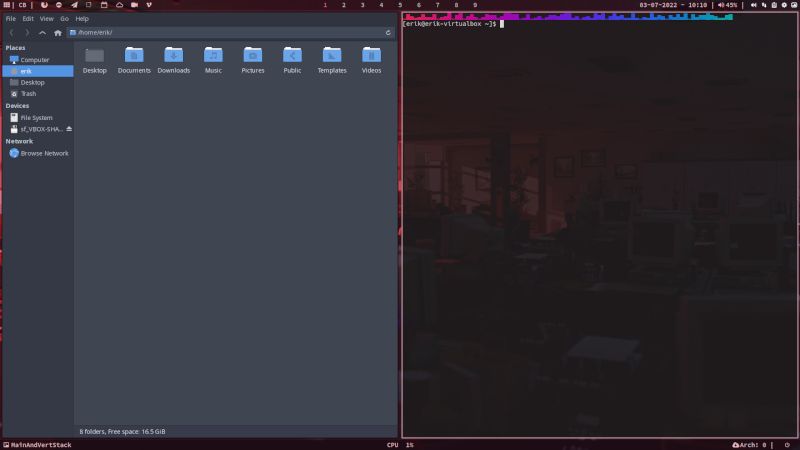 CB
1 2 3 4 5 6 7 8 9
03-07-2022 - 10:10
45%
File Edit View Go Help
/home/erik/
Places
Computer
erik
Desktop
Trash
Devices
File System
sf_VBOX-SHA...
Network
Browse Network
Desktop Documents Downloads Music Pictures Public Templates Videos
8 folders, Free space: 16.5 GiB
[erik@erik-virtualbox ~]$
MainAndVertStack
CPU 1%
Arch: 0